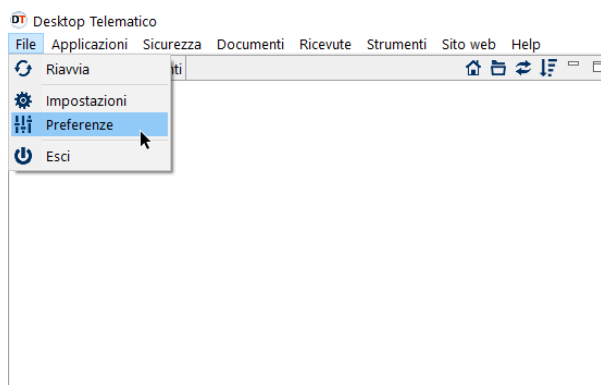 DT Desktop Telematico
File Applicazioni Sicurezza Documenti Ricevute Strumenti Sito web Help
Riavvia
Impostazioni
Preferenze
Esci